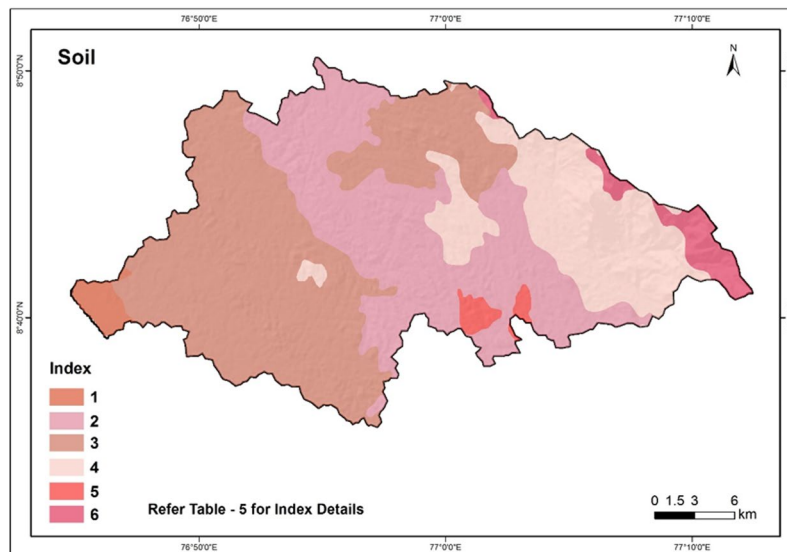 76°50'0"E 77°0'0"E 77°10'0"E
Soil
N
8°50'0"N 8°50'0"N
8°40'0"N 8°40'0"N
Index
1
2
3
4
5
6
Refer Table - 5 for Index Details
0 1.5 3 6
km
76°50'0"E 77°0'0"E 77°10'0"E